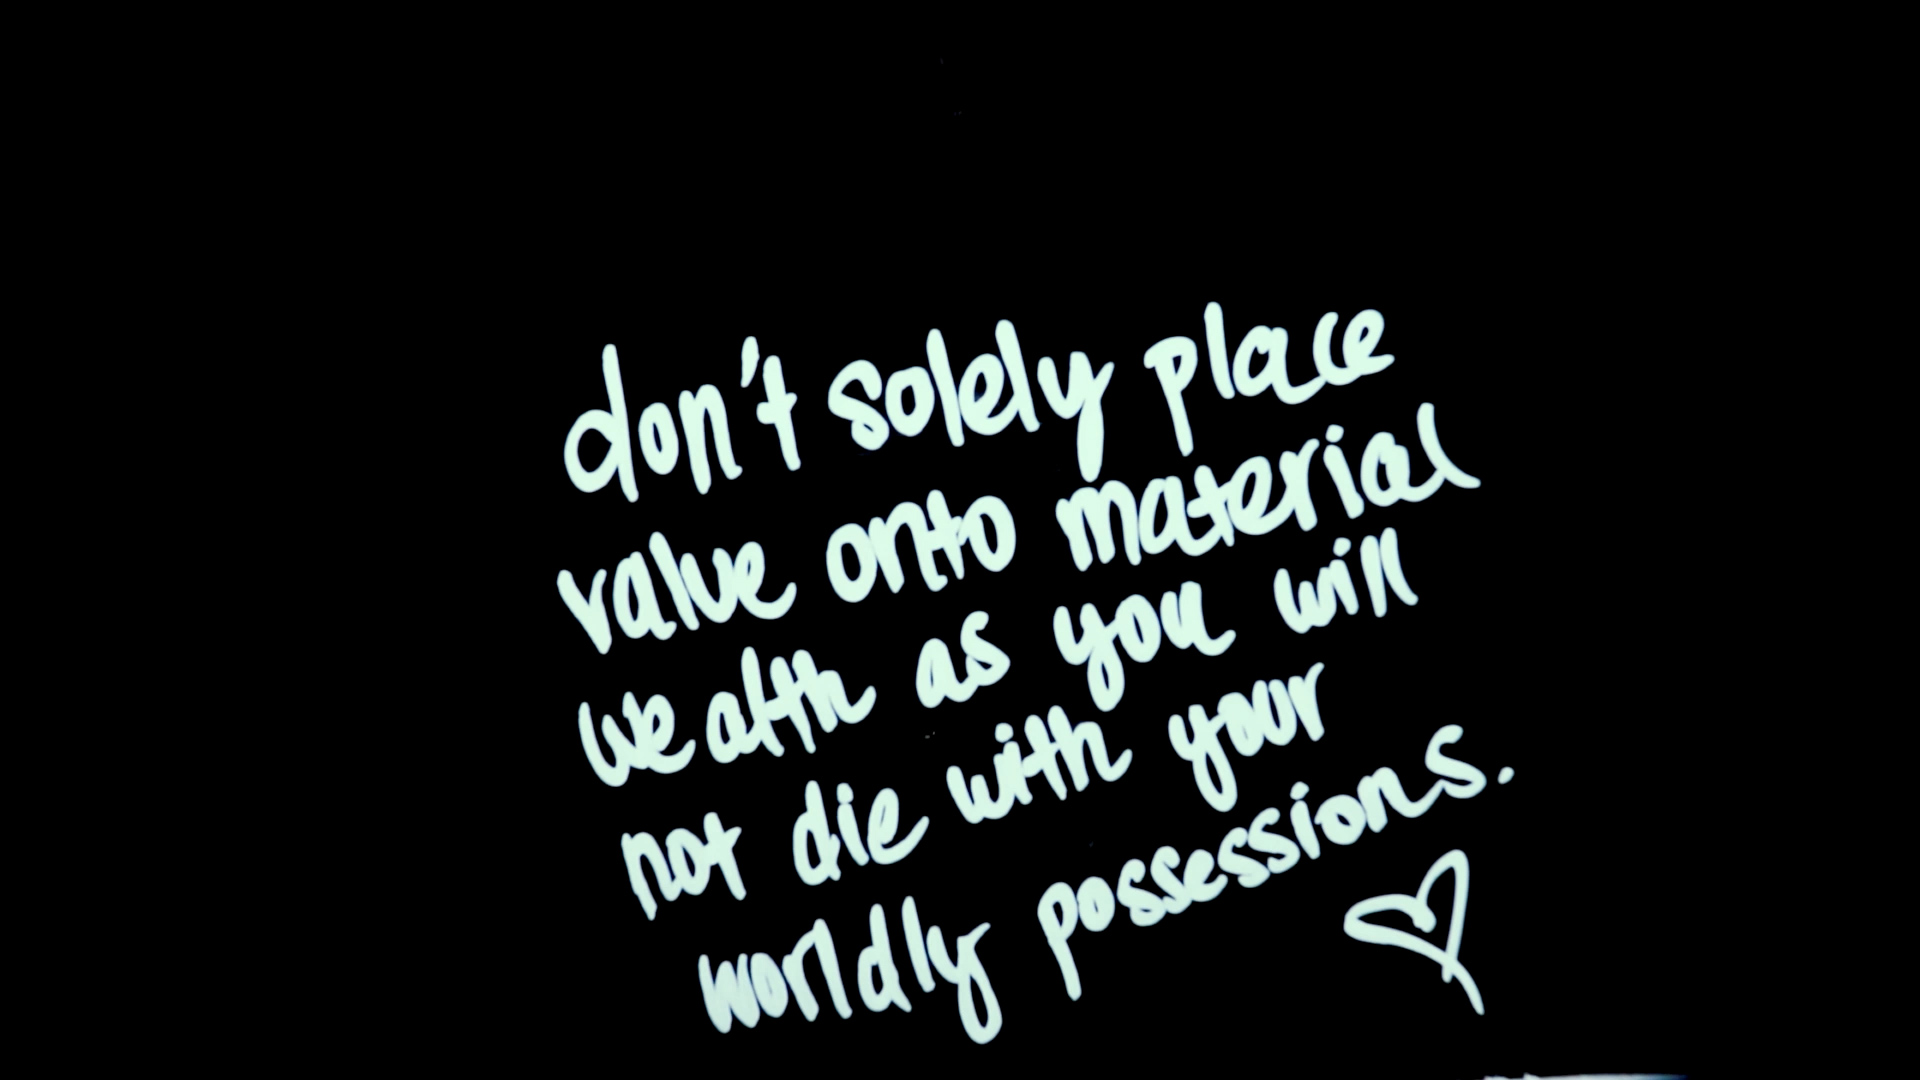 don't solely place
value onto material
wealth as you will
not die with your
worldly possessions.